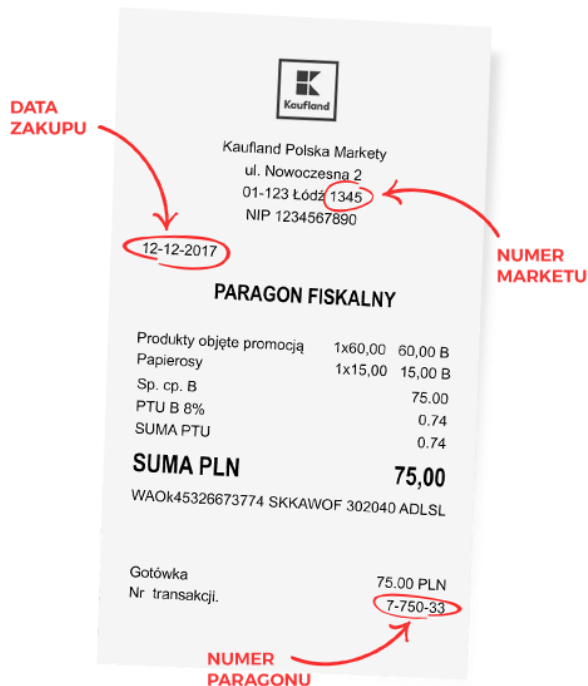 Kaufland
DATA
ZAKUPU
Kaufland Polska Markety
ul. Nowoczesna 2
01-123 Łódź 1345
NIP 1234567890
12-12-2017
NUMER
MARKETU
PARAGON FISKALNY
Produkty objęte promocją 1x60,00 60,00 B
Papierosy 1x15,00 15,00 B
Sp. cp. B 75.00
PTU B 8% 0.74
SUMA PTU 0.74
SUMA PLN 75,00
WAOk45326673774 SKKAWOF 302040 ADLSL
Gotówka 75.00 PLN
Nr transakcji. 7-750-33
NUMER
PARAGONU